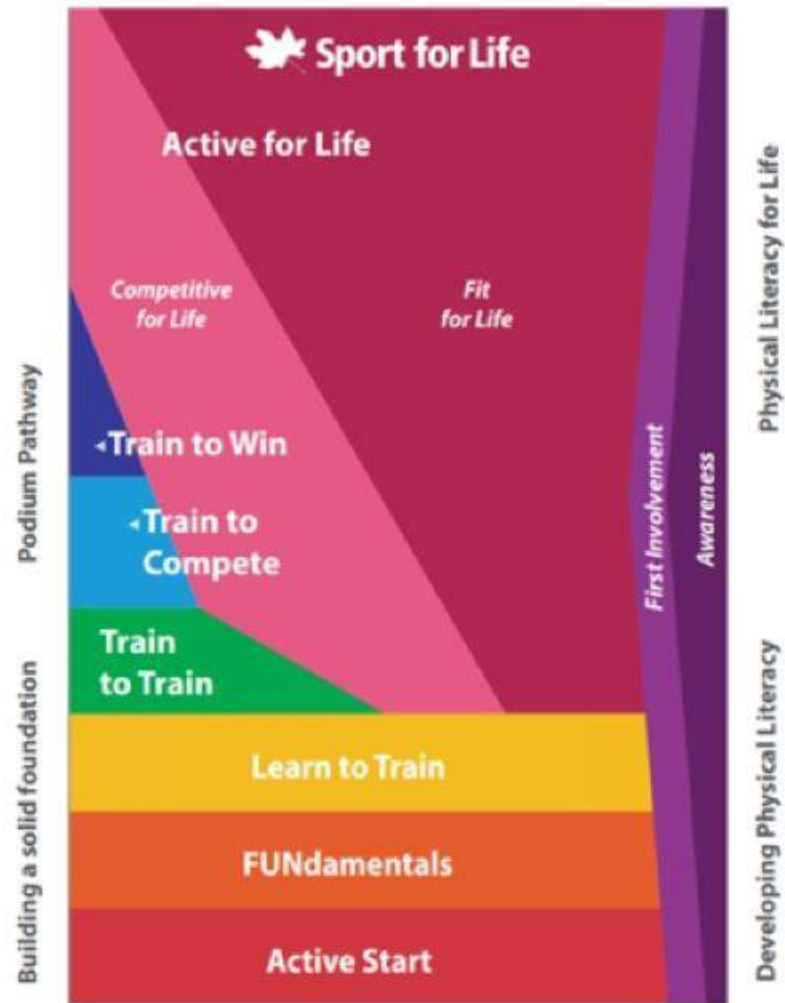 Sport for Life
Active for Life
Competitive
for Life
Fit
for Life
Train to Win
Train to
Compete
Train
to Train
Learn to Train
FUNdamentals
Active Start
First Involvement
Awareness
Podium Pathway
Building a solid foundation
Physical Literacy for Life
Developing Physical Literacy